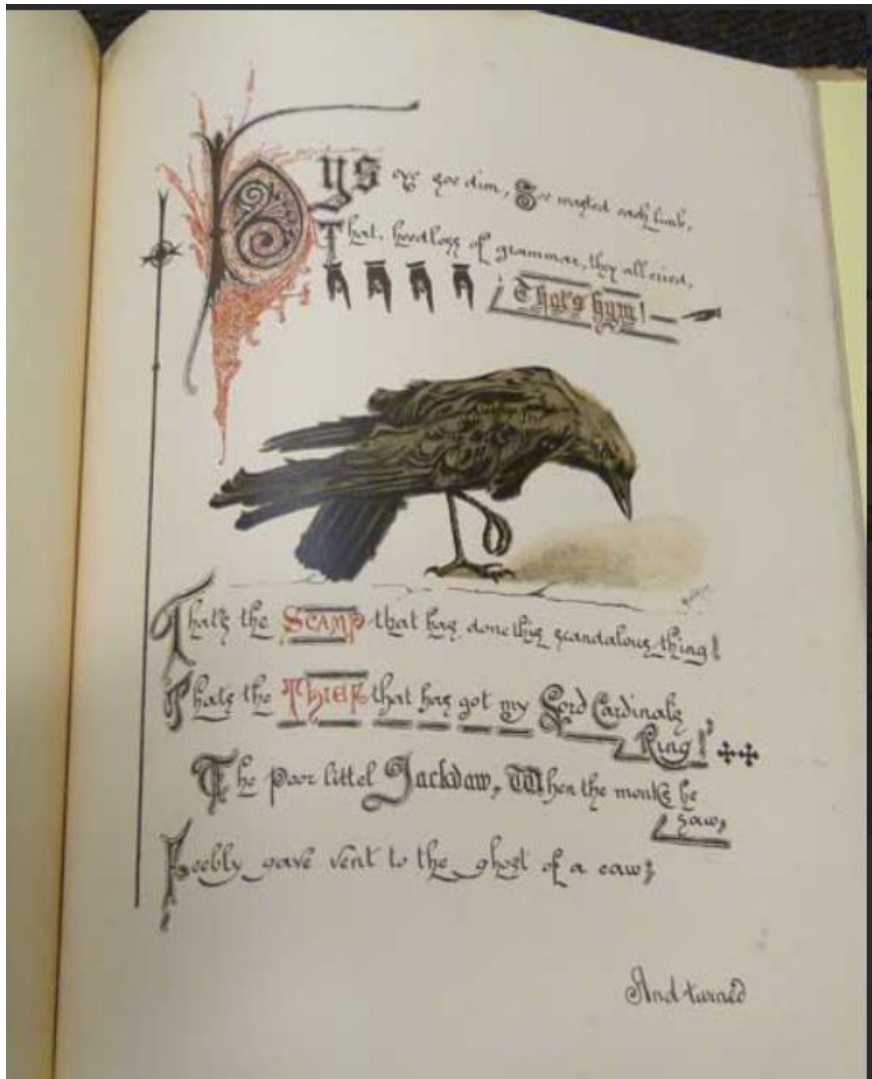 Hys eye soe dim, Soe wasted each limb,
That, heedless of grammar, they all cried,
That's hym!
That's the SCAMP that has done this scandalous thing!
Thats the THIEF that has got my Lord Cardinals
Ring!'
The poor littel Jackdaw, When the monks he
saw,
Feebly gave vent to the ghost of a caw;
And turned